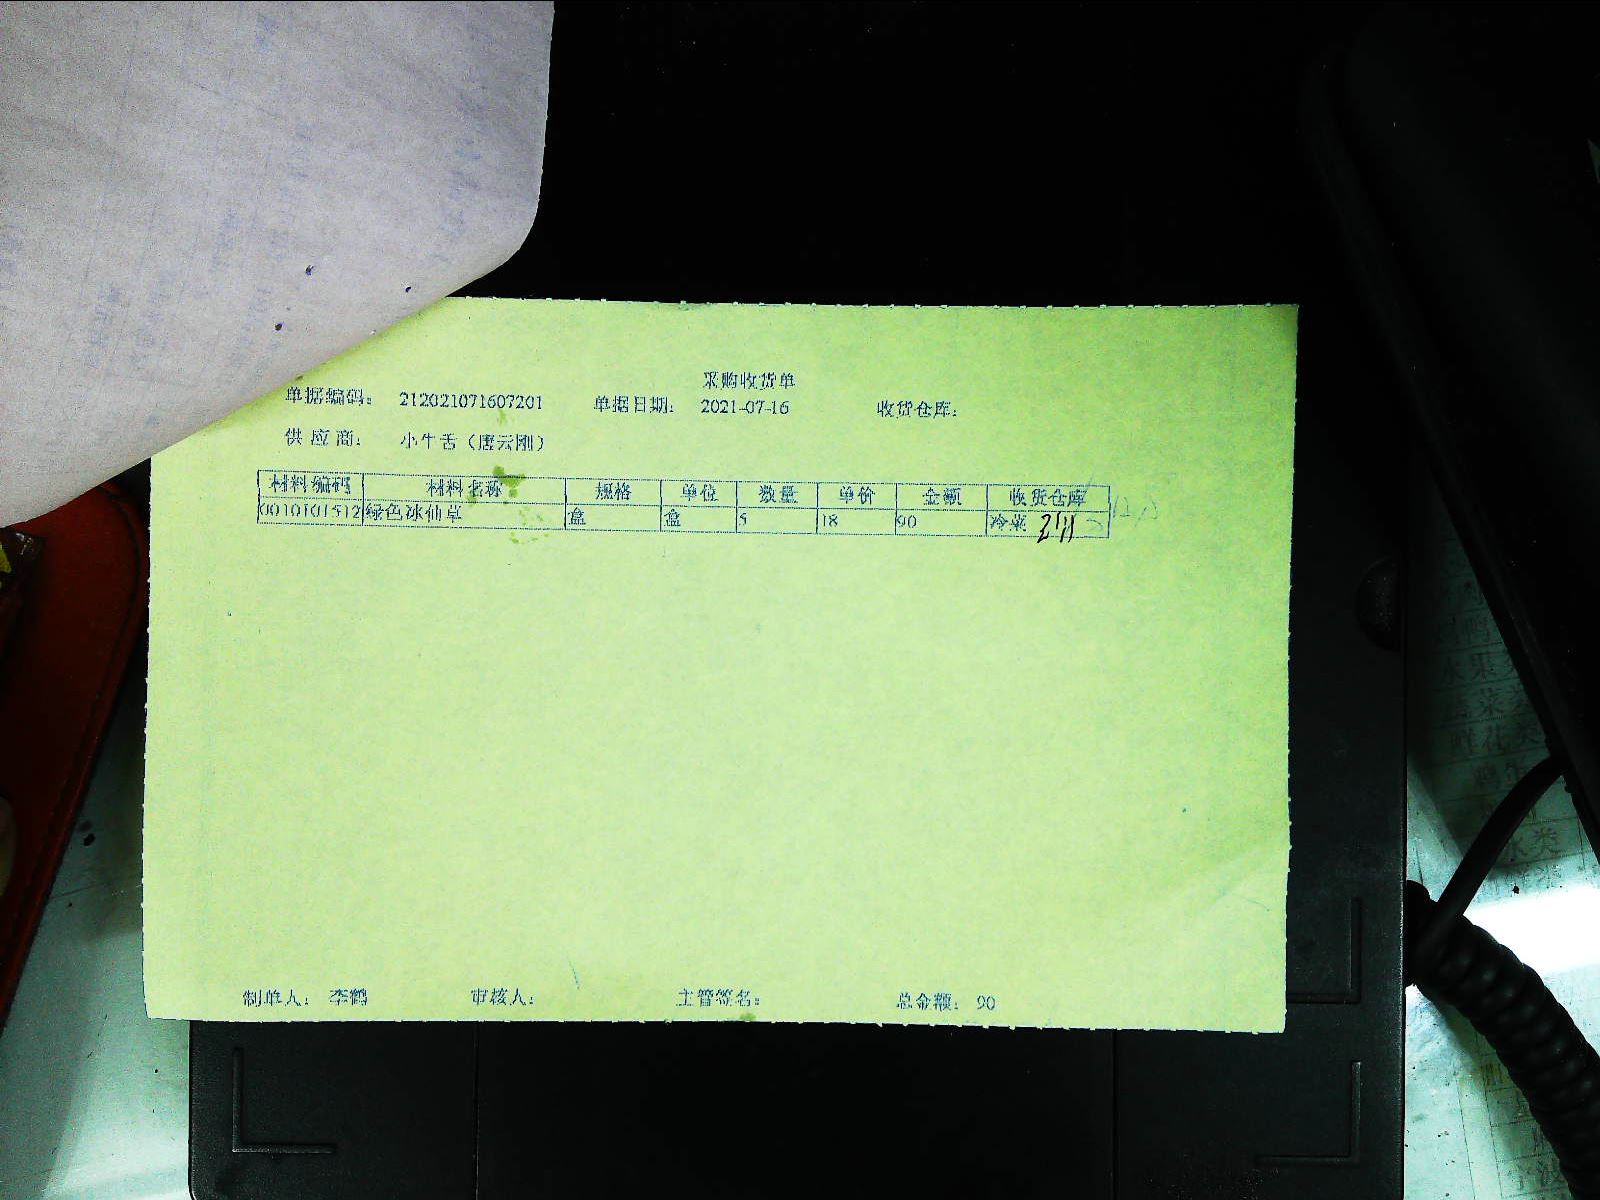 采购收货单
单据编码： 212021071607201 单据日期： 2021-07-16 收货仓库：
供应商： 小牛舌（唐云刚）
材料编码 材料名称 规格 单位 数量 单价 金额 收货仓库
0010101512 绿色冰仙草 盒 盒 5 18 90 冷菜
制单人： 李鹤 审核人： 主管签名： 总金额： 90